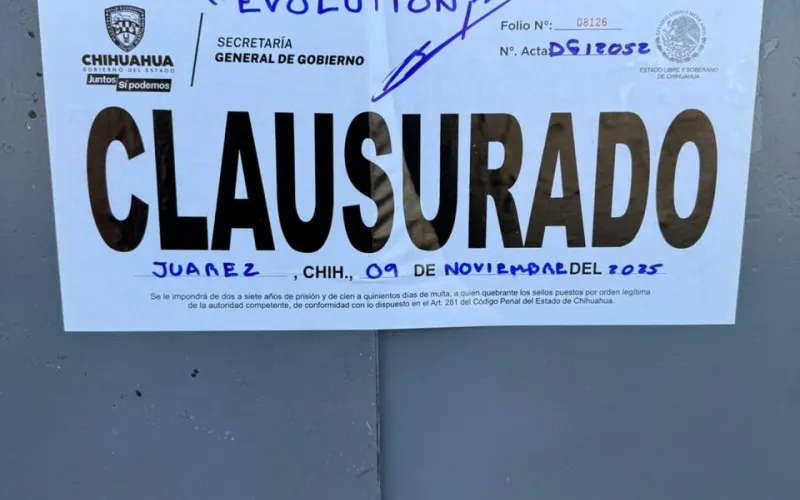 "EVOLUTION"
CHIHUAHUA
GOBIERNO DEL ESTADO
Juntos Sí podemos
SECRETARÍA
GENERAL DE GOBIERNO
Folio Nº: 08126
Nº. Acta DG12052
ESTADO LIBRE Y SOBERANO
DE CHIHUAHUA
CLAUSURADO
JUAREZ, CHIH., 09 DE NOVIEMBRE DEL 2025
Se le impondrá de dos a siete años de prisión y de cien a quinientos días de multa, a quien quebrante los sellos puestos por orden legítima
de la autoridad competente, de conformidad con lo dispuesto en el Art. 281 del Código Penal del Estado de Chihuahua.